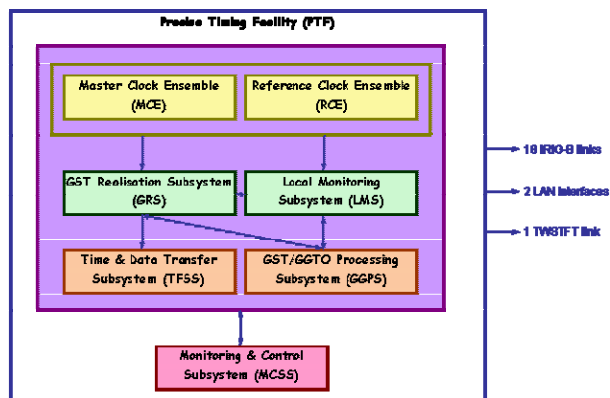 Precise Timing Facility (PTF)
Master Clock Ensemble
(MCE)
Reference Clock Ensemble
(RCE)
18 IRIG-B links
GST Realisation Subsystem
(GRS)
Local Monitoring
Subsystem (LMS)
2 LAN interfaces
1 TWSTFT link
Time & Data Transfer
Subsystem (TFSS)
GST/GGTO Processing
Subsystem (GGPS)
Monitoring & Control
Subsystem (MCSS)